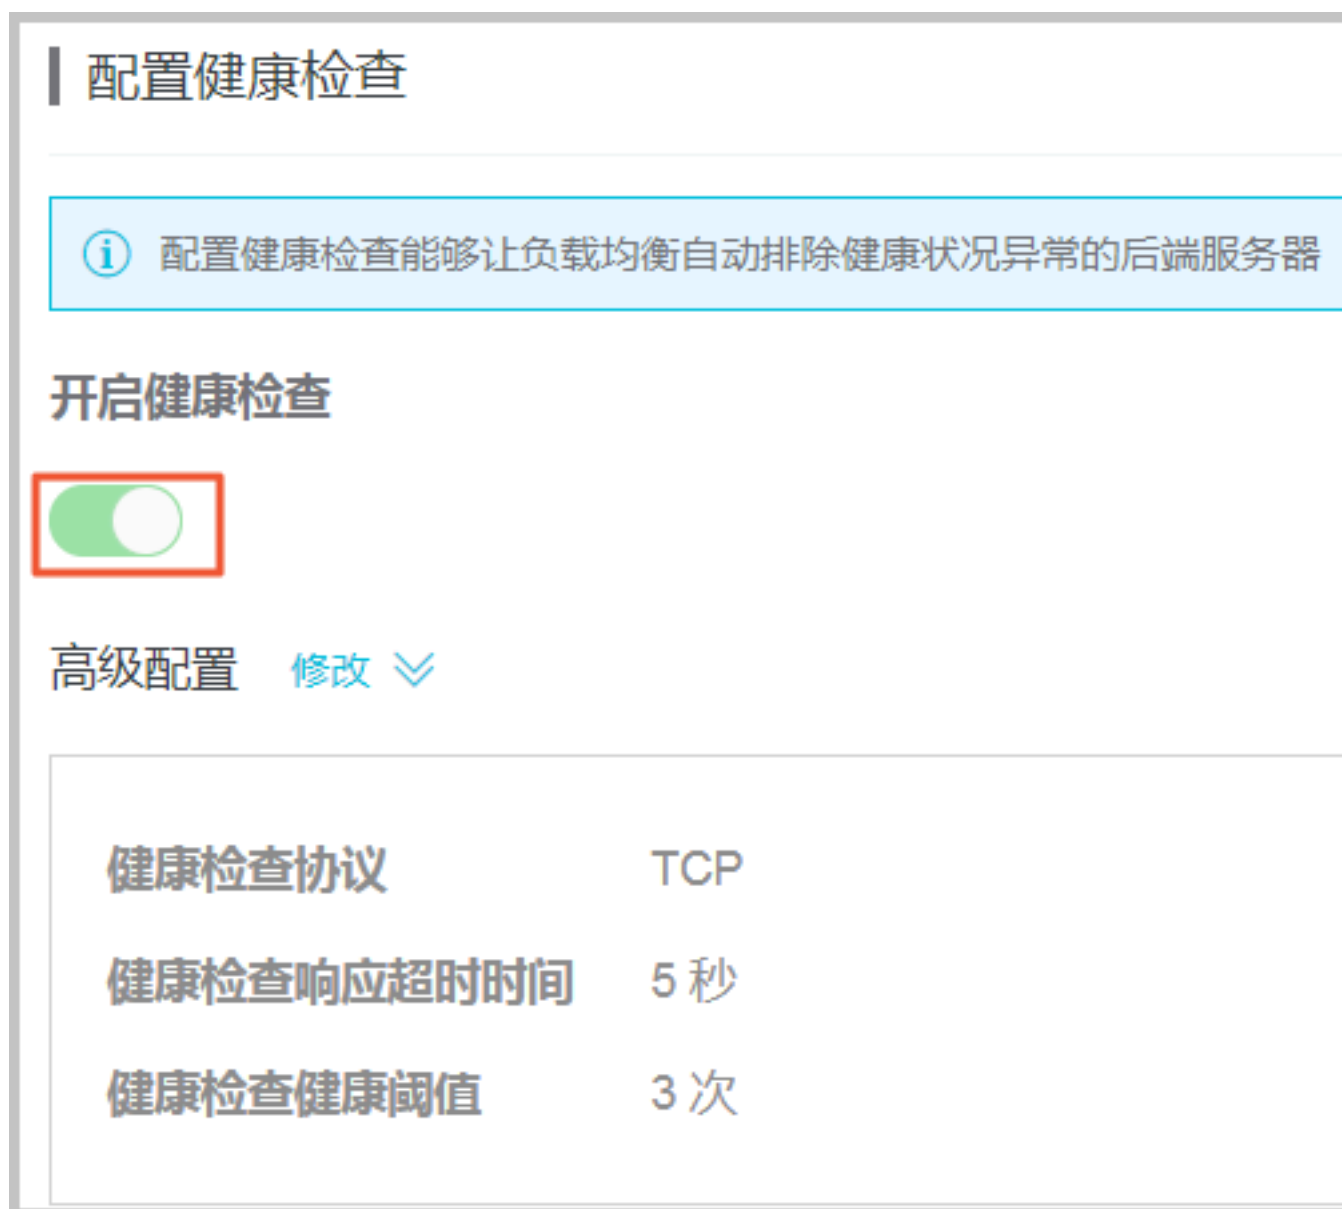 配置健康检查
配置健康检查能够让负载均衡自动排除健康状况异常的后端服务器
开启健康检查
高级配置 修改
健康检查协议 TCP
健康检查响应超时时间 5 秒
健康检查健康阈值 3 次